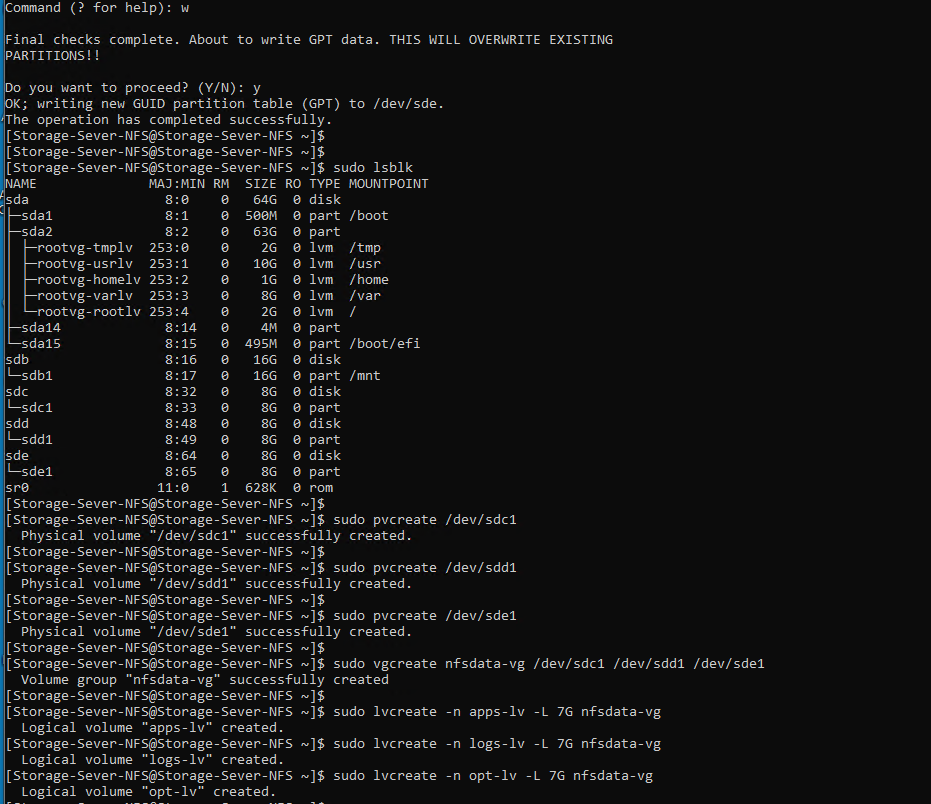 Command (? for help): w
Final checks complete. About to write GPT data. THIS WILL OVERWRITE EXISTING
PARTITIONS!!
Do you want to proceed? (Y/N): y
OK; writing new GUID partition table (GPT) to /dev/sde.
The operation has completed successfully.
[Storage-Sever-NFS@Storage-Sever-NFS ~]$
[Storage-Sever-NFS@Storage-Sever-NFS ~]$
[Storage-Sever-NFS@Storage-Sever-NFS ~]$ sudo lsblk
NAME              MAJ:MIN RM  SIZE RO TYPE MOUNTPOINT
sda                 8:0    0   64G  0 disk
├─sda1              8:1    0  500M  0 part /boot
├─sda2              8:2    0   63G  0 part
│ ├─rootvg-tmplv  253:0    0    2G  0 lvm  /tmp
│ ├─rootvg-usrlv  253:1    0   10G  0 lvm  /usr
│ ├─rootvg-homelv 253:2    0    1G  0 lvm  /home
│ ├─rootvg-varlv  253:3    0    8G  0 lvm  /var
│ └─rootvg-rootlv 253:4    0    2G  0 lvm  /
├─sda14             8:14   0    4M  0 part
└─sda15             8:15   0  495M  0 part /boot/efi
sdb                 8:16   0   16G  0 disk
└─sdb1              8:17   0   16G  0 part /mnt
sdc                 8:32   0    8G  0 disk
└─sdc1              8:33   0    8G  0 part
sdd                 8:48   0    8G  0 disk
└─sdd1              8:49   0    8G  0 part
sde                 8:64   0    8G  0 disk
└─sde1              8:65   0    8G  0 part
sr0                11:0    1  628K  0 rom
[Storage-Sever-NFS@Storage-Sever-NFS ~]$
[Storage-Sever-NFS@Storage-Sever-NFS ~]$ sudo pvcreate /dev/sdc1
  Physical volume "/dev/sdc1" successfully created.
[Storage-Sever-NFS@Storage-Sever-NFS ~]$
[Storage-Sever-NFS@Storage-Sever-NFS ~]$ sudo pvcreate /dev/sdd1
  Physical volume "/dev/sdd1" successfully created.
[Storage-Sever-NFS@Storage-Sever-NFS ~]$
[Storage-Sever-NFS@Storage-Sever-NFS ~]$ sudo pvcreate /dev/sde1
  Physical volume "/dev/sde1" successfully created.
[Storage-Sever-NFS@Storage-Sever-NFS ~]$
[Storage-Sever-NFS@Storage-Sever-NFS ~]$ sudo vgcreate nfsdata-vg /dev/sdc1 /dev/sdd1 /dev/sde1
  Volume group "nfsdata-vg" successfully created
[Storage-Sever-NFS@Storage-Sever-NFS ~]$
[Storage-Sever-NFS@Storage-Sever-NFS ~]$ sudo lvcreate -n apps-lv -L 7G nfsdata-vg
  Logical volume "apps-lv" created.
[Storage-Sever-NFS@Storage-Sever-NFS ~]$ sudo lvcreate -n logs-lv -L 7G nfsdata-vg
  Logical volume "logs-lv" created.
[Storage-Sever-NFS@Storage-Sever-NFS ~]$ sudo lvcreate -n opt-lv -L 7G nfsdata-vg
  Logical volume "opt-lv" created.